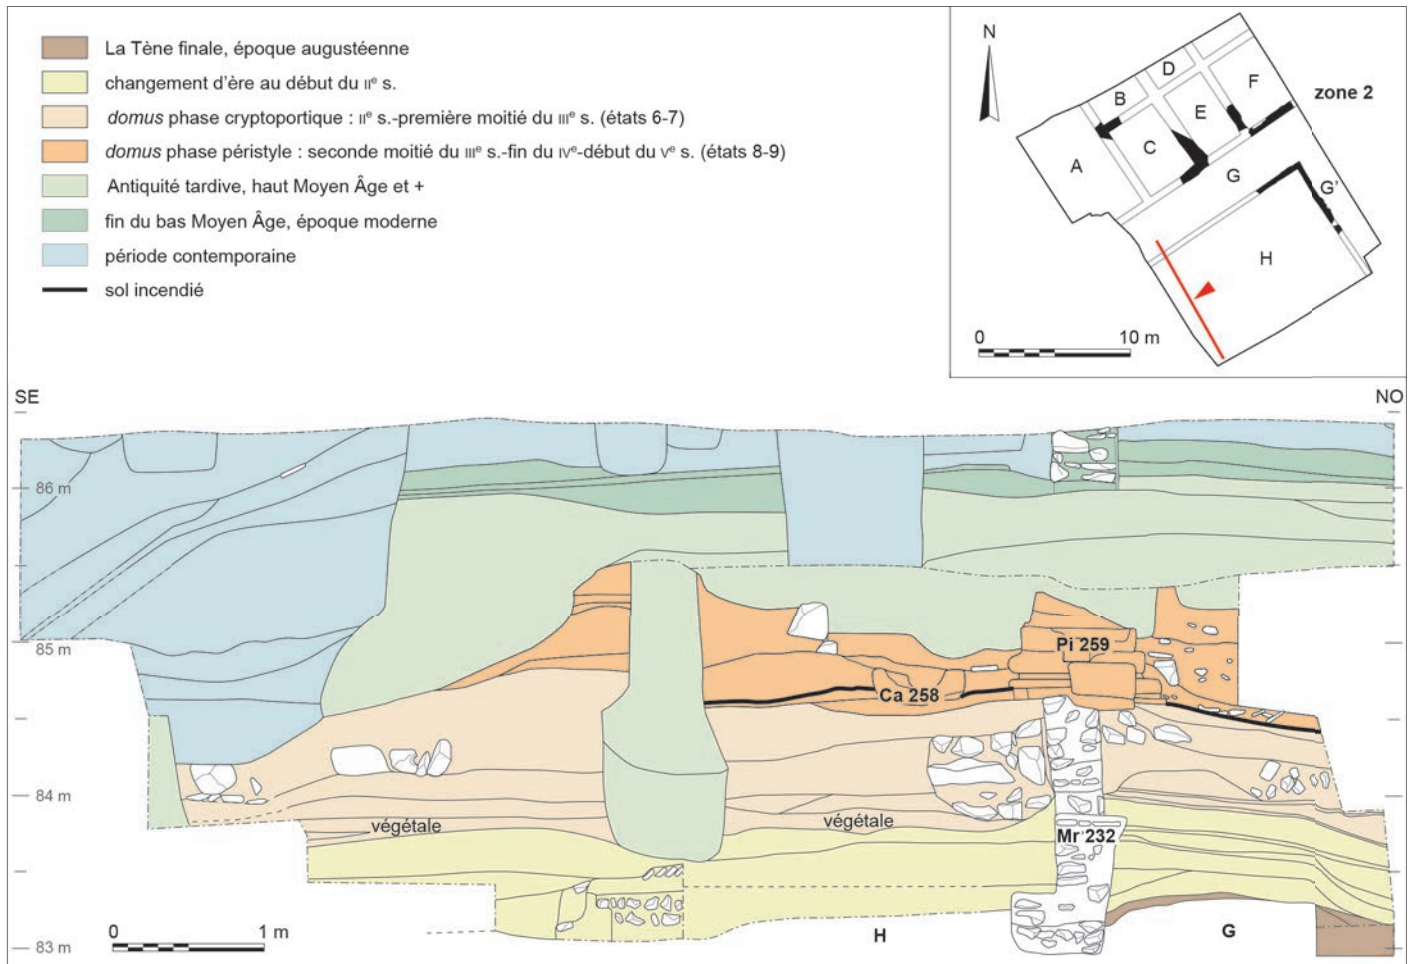 La Tène finale, époque augustéenne
changement d'ère au début du IIe s.
domus phase cryptoportique : IIe s.-première moitié du IIIe s. (états 6-7)
domus phase péristyle : seconde moitié du IIIe s.-fin du IVe-début du Ve s. (états 8-9)
Antiquité tardive, haut Moyen Âge et +
fin du bas Moyen Âge, époque moderne
période contemporaine
sol incendié
N
D
F
B
zone 2
E
C
A
G
G'
H
0 10 m
SE NO
86 m
85 m
Pi 259
Ca 258
84 m
végétale végétale
Mr 232
0 1 m
83 m
H G